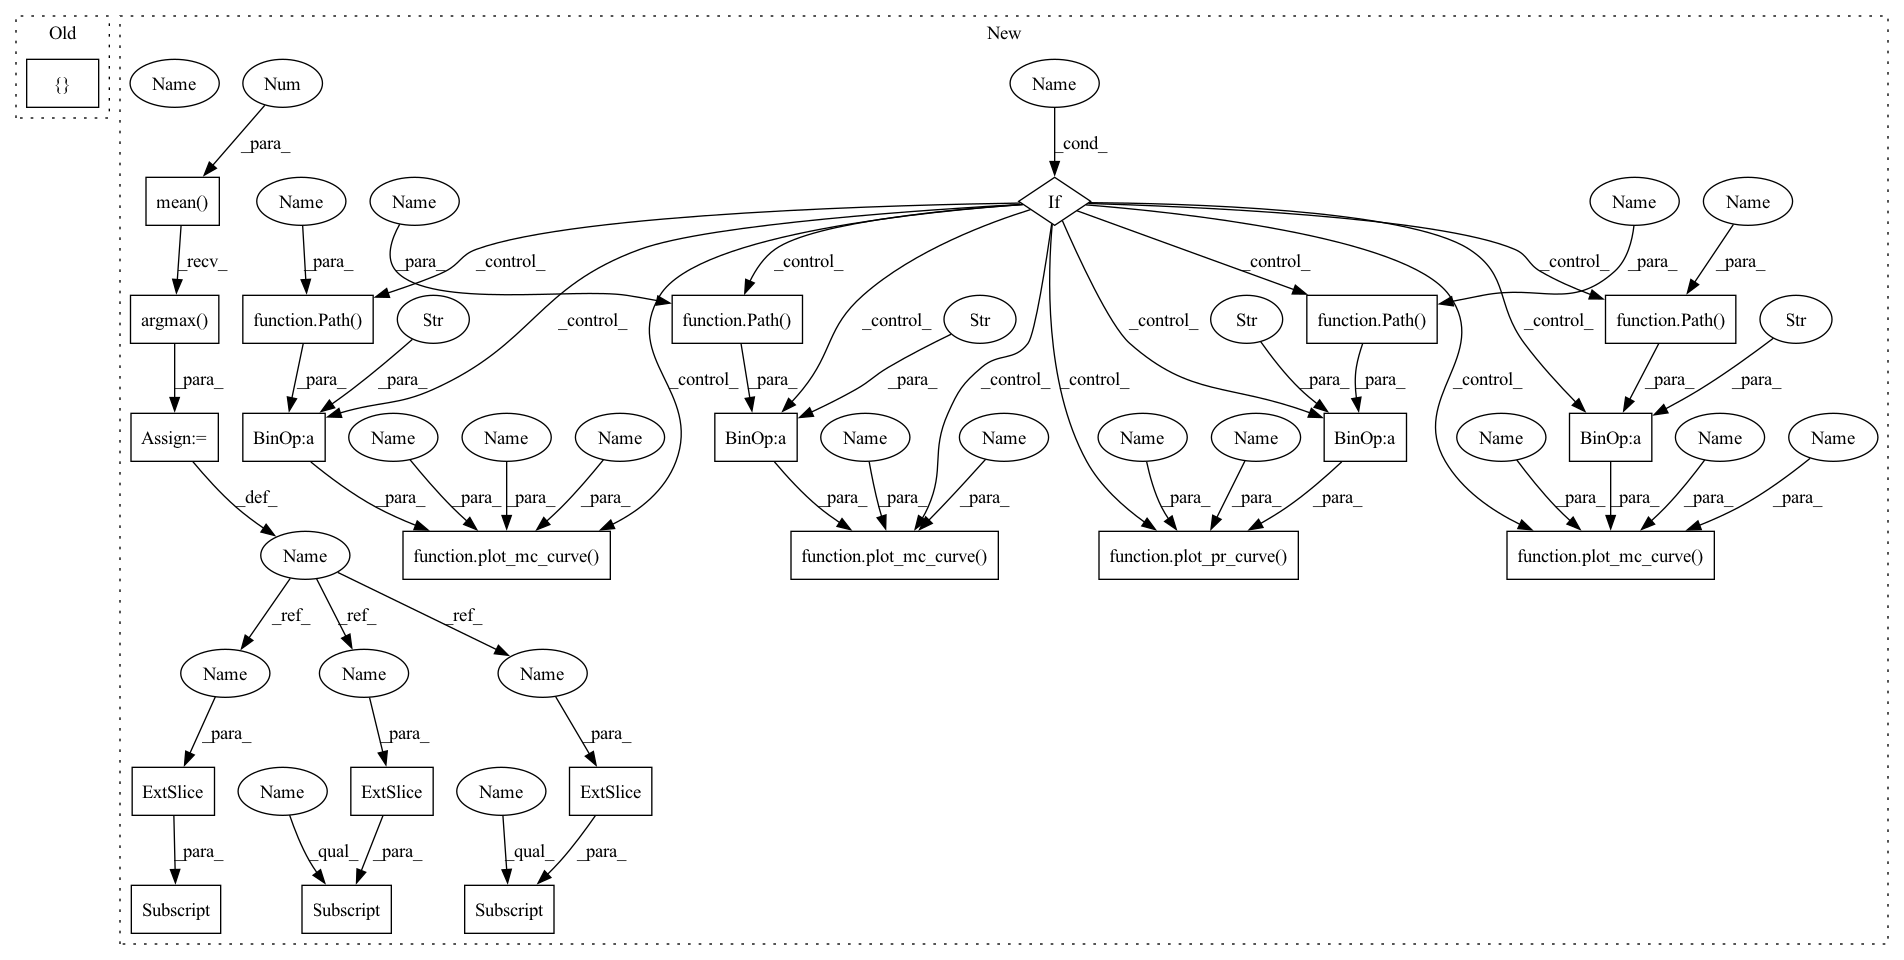 Old New
{} Name Num Name
_para_ _cond_
mean() Name Name If Name Name
_recv_ _para_ _para_ _control_ _control_ _control_ _para_ _control_ _para_
argmax() function.Path() Str function.Path() Str Str function.Path() function.Path() Str
_para_ _para_ _para_ _control_ _control_ _para_ _control_ _para_ _control_ _control_ _para_ _para_ _control_ _control_ _para_ _para_
Assign:= BinOp:a Name Name Name BinOp:a Name Name Name Name BinOp:a Name BinOp:a Name Name
_def_ _para_ _para_ _para_ _para_ _para_ _para_ _para_ _para_ _para_ _para_ _para_ _para_ _para_ _para_
Name function.plot_mc_curve() function.plot_mc_curve() function.plot_pr_curve() function.plot_mc_curve()
_ref_ _ref_ _ref_
Name Name Name
_para_ _para_ _para_
ExtSlice Name ExtSlice Name ExtSlice
_para_ _qual_ _para_ _qual_ _para_
Subscript Subscript Subscript